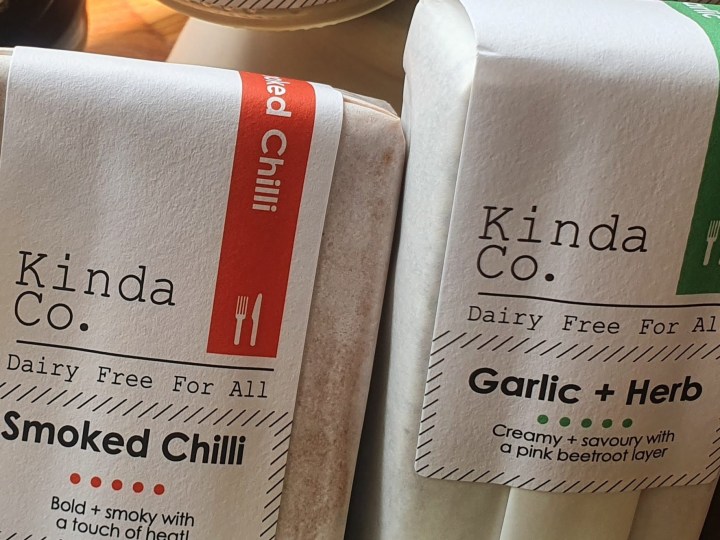 Smoked Chilli
Kinda
Co.
Dairy Free For All
Smoked Chilli
Bold + smoky with
a touch of heat!
Kinda
Co.
Dairy Free For Al
Garlic + Herb
Creamy + savoury with
a pink beetroot layer